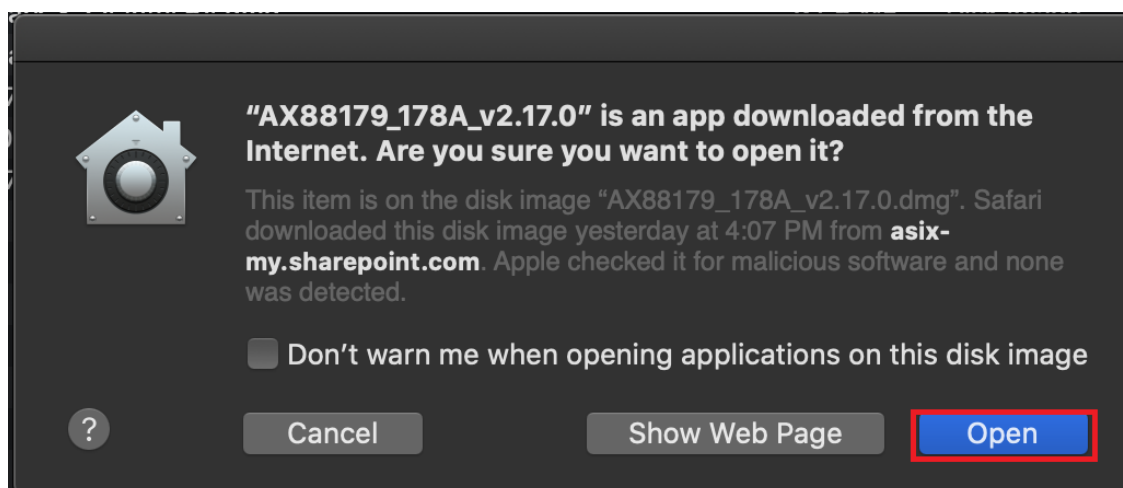 “AX88179_178A_v2.17.0” is an app downloaded from the
Internet. Are you sure you want to open it?
This item is on the disk image “AX88179_178A_v2.17.0.dmg”. Safari
downloaded this disk image yesterday at 4:07 PM from asix-
my.sharepoint.com. Apple checked it for malicious software and none
was detected.
Don’t warn me when opening applications on this disk image
? Cancel Show Web Page Open